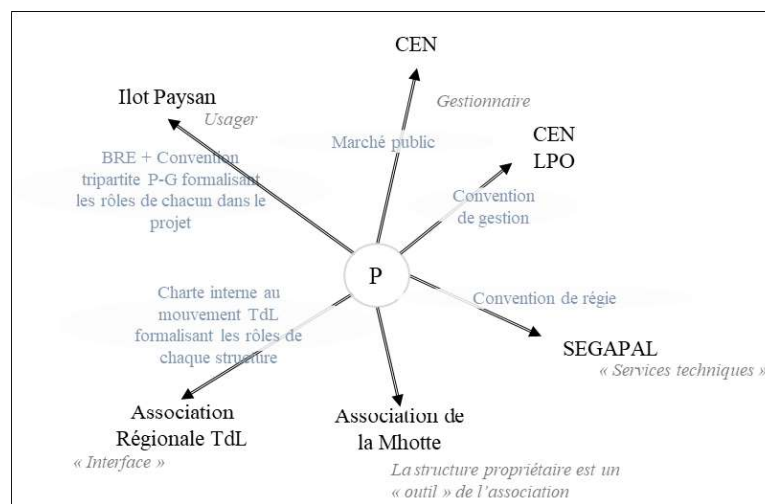 CEN
Gestionnaire
Ilot Paysan
Usager
BRE + Convention
tripartite P-G formalisant
les rôles de chacun dans le
projet
Marché public
CEN
LPO
Convention
de gestion
P
Charte interne au
mouvement TdL
formalisant les rôles de
chaque structure
Convention de régie
SEGAPAL
« Services techniques »
Association
Régionale TdL
« Interface »
Association de
la Mhotte
La structure propriétaire est un
« outil » de l'association